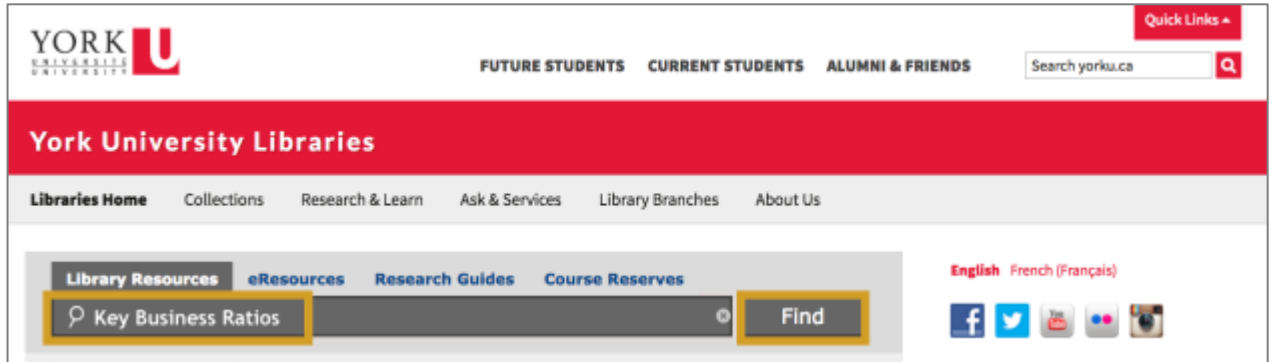 Quick Links
YORK U
UNIVERSITÉ
UNIVERSITY
FUTURE STUDENTS CURRENT STUDENTS ALUMNI & FRIENDS
Search yorku.ca
York University Libraries
Libraries Home Collections Research & Learn Ask & Services Library Branches About Us
Library Resources eResources Research Guides Course Reserves
Key Business Ratios Find
English French (Français)
You Tube